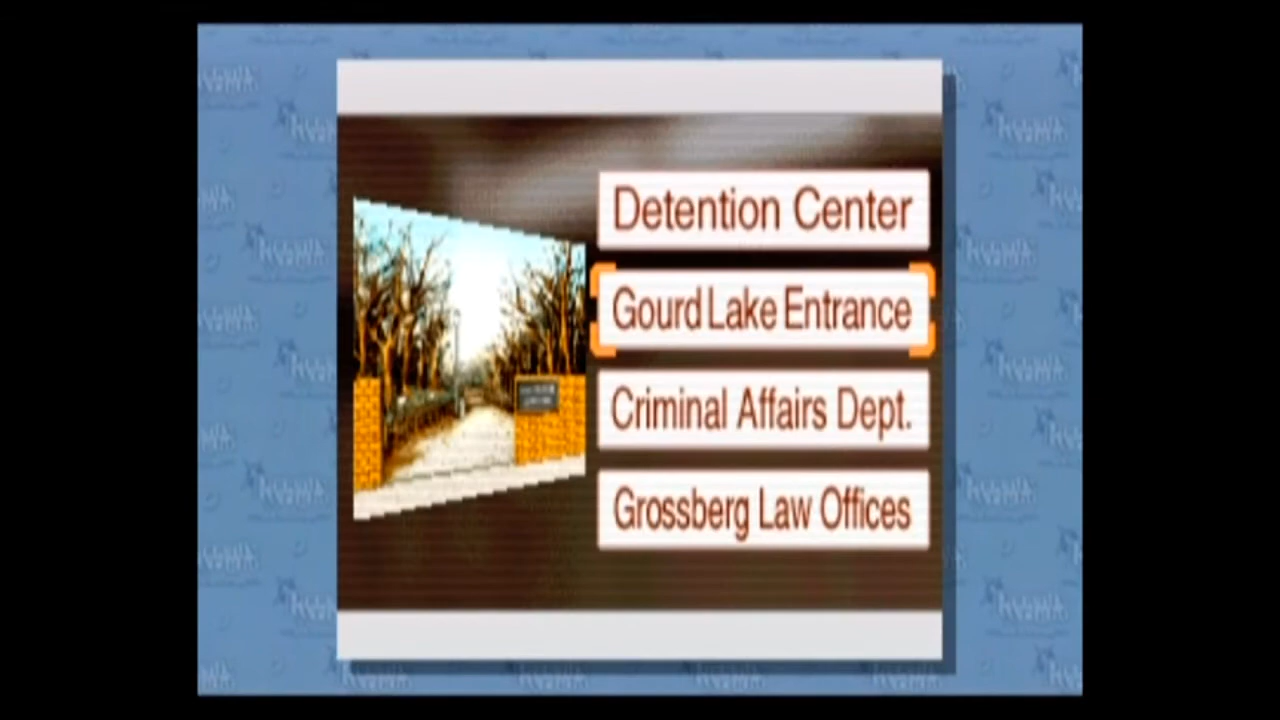 Detention Center
Gourd Lake Entrance
Criminal Affairs Dept.
Grossberg Law Offices